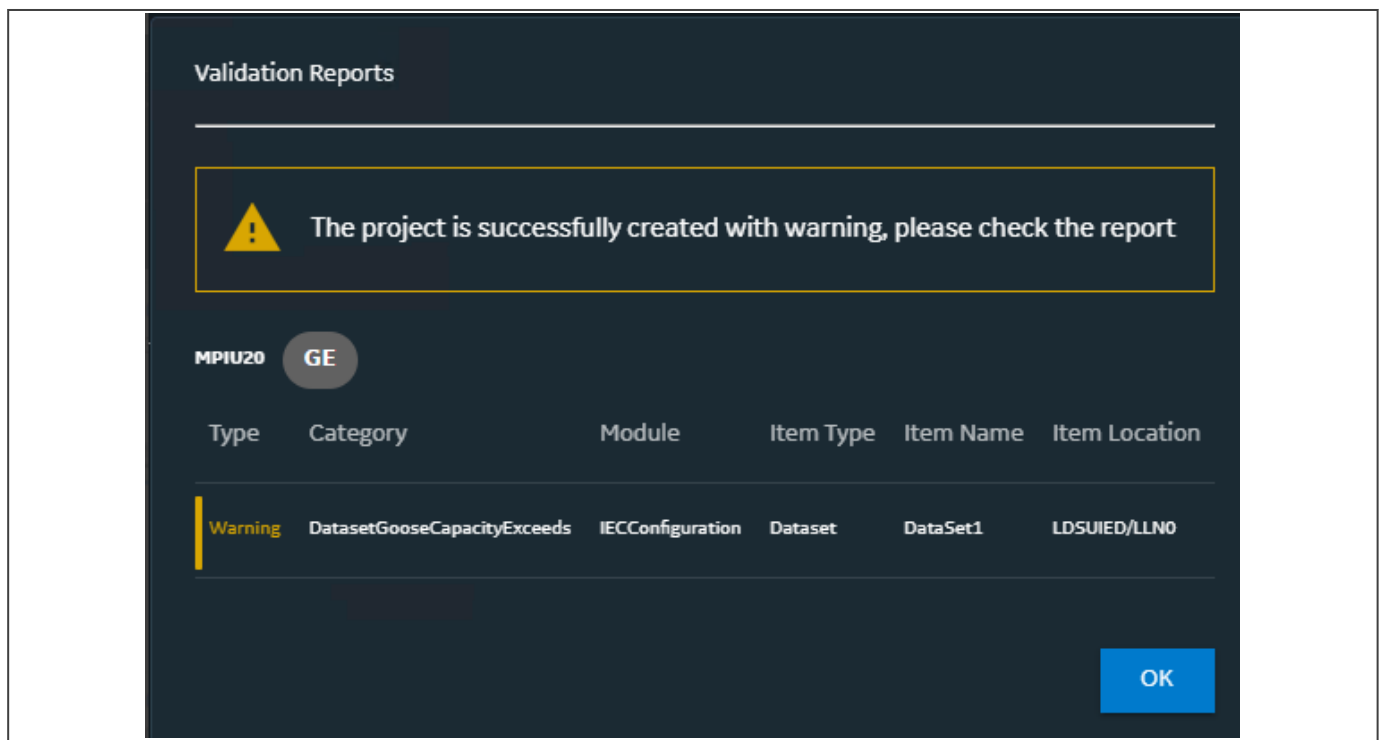 Validation Reports
The project is successfully created with warning, please check the report
MPIU20 GE
Type Category Module Item Type Item Name Item Location
Warning DatasetGooseCapacityExceeds IECConfiguration Dataset DataSet1 LDSUIED/LLN0
OK